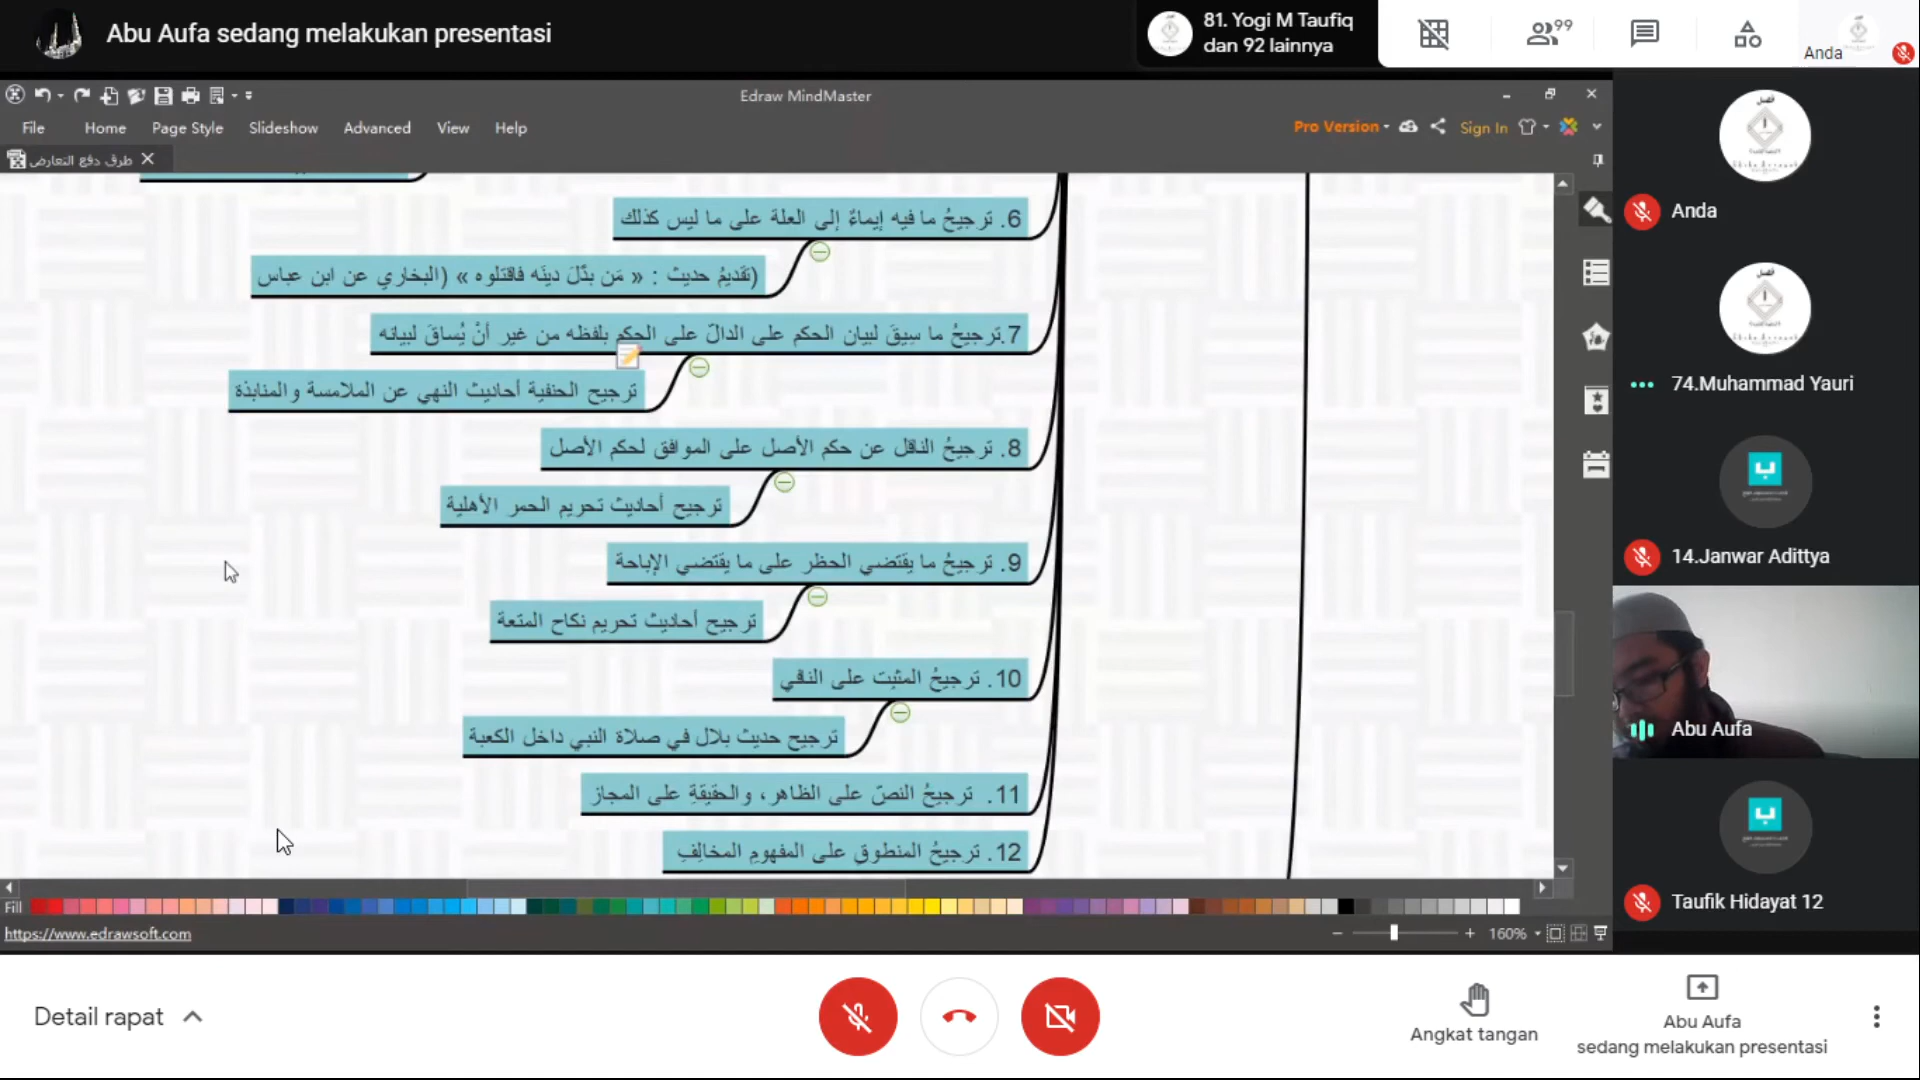 Abu Aufa sedang melakukan presentasi
81. Yogi M Taufiq
dan 92 lainnya
99
Anda
Edraw MindMaster
File Home Page Style Slideshow Advanced View Help
Pro Version
Sign In
طرق دفع التعارض
6. ترجيحُ ما فيه إيماءٌ إلى العلة على ما ليس كذلك
(تقديمُ حديث : « مَن بدَّلَ دينَه فاقتلوه » (البخاري عن ابن عباس
7.ترجيحُ ما سِيقَ لبيان الحكم على الدالّ على الحكم بلفظه من غير أنْ يُساقَ لبيانه
ترجيح الحنفية أحاديث النهي عن الملامسة والمنابذة
8. ترجيحُ الناقل عن حكم الأصل على الموافق لحكم الأصل
ترجيح أحاديث تحريم الحمر الأهلية
9. ترجيحُ ما يقتضي الحظر على ما يقتضي الإباحة
ترجيح أحاديث تحريم نكاح المتعة
10. ترجيحُ المثبِت على النافي
ترجيح حديث بلال في صلاة النبي داخل الكعبة
11. ترجيحُ النصّ على الظاهر، والحقيقةِ على المجاز
12. ترجيحُ المنطوقِ على المفهومِ المخالِفِ
Fill
https://www.edrawsoft.com
160%
Anda
74.Muhammad Yauri
14.Janwar Adittya
Abu Aufa
Taufik Hidayat 12
Detail rapat
Angkat tangan
Abu Aufa
sedang melakukan presentasi